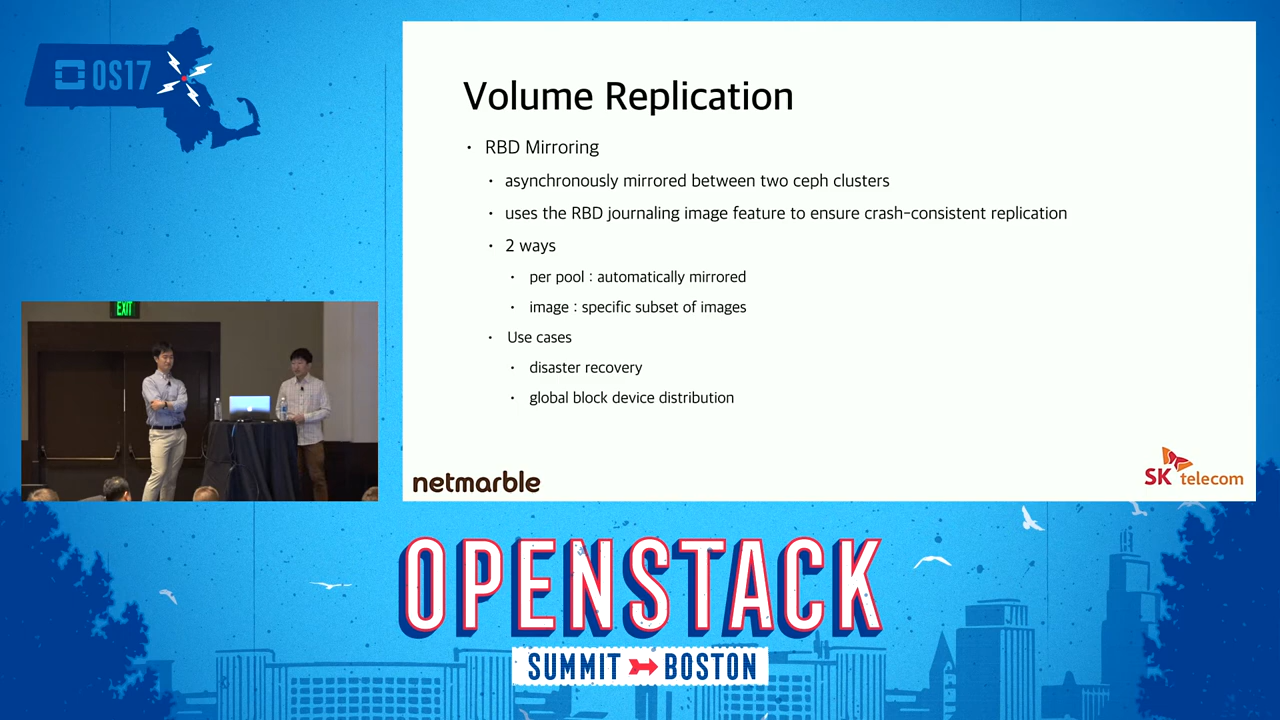 OS17
Volume Replication
• RBD Mirroring
• asynchronously mirrored between two ceph clusters
• uses the RBD journaling image feature to ensure crash-consistent replication
• 2 ways
• per pool : automatically mirrored
• image : specific subset of images
• Use cases
• disaster recovery
• global block device distribution
netmarble
SK telecom
EXIT
OPENSTACK
SUMMIT BOSTON